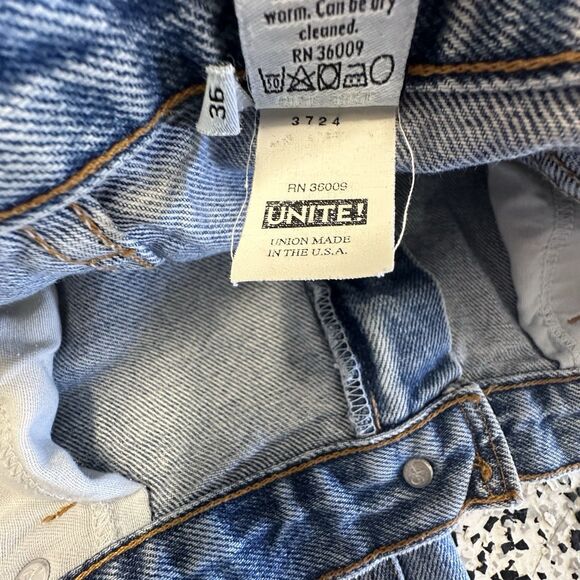 warm. Can be dry
cleaned.
RN 36009
36
3724
RN 36009
UNITE!
UNION MADE
IN THE U.S.A.